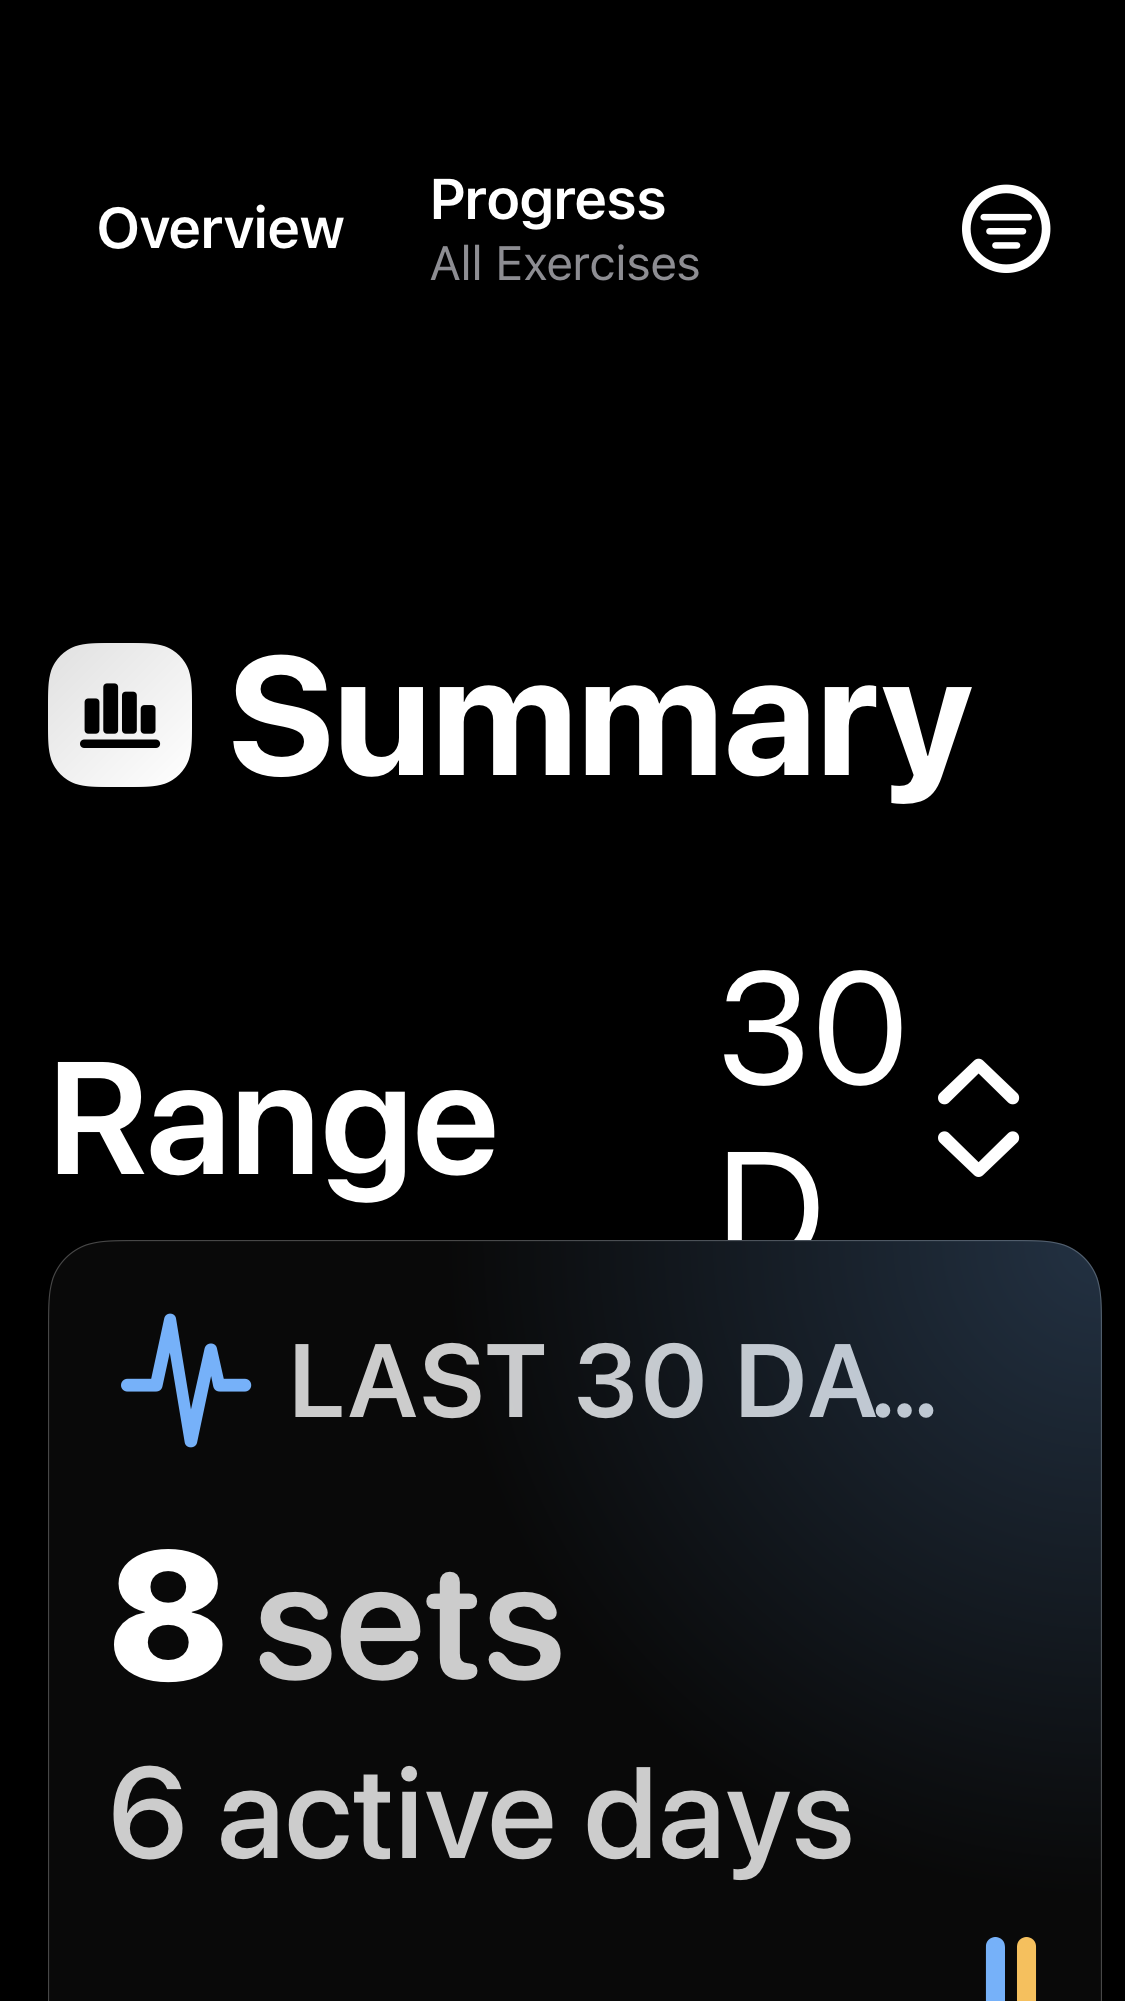 Overview
Progress
All Exercises
Summary
Range
30
D
LAST 30 DA...
8 sets
6 active days